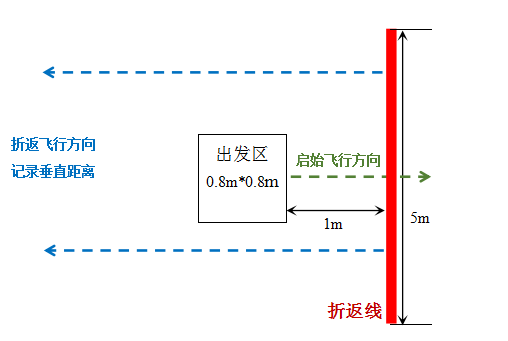 折返飞行方向
记录垂直距离
出发区
0.8m*0.8m
启始飞行方向
1m
5m
折返线